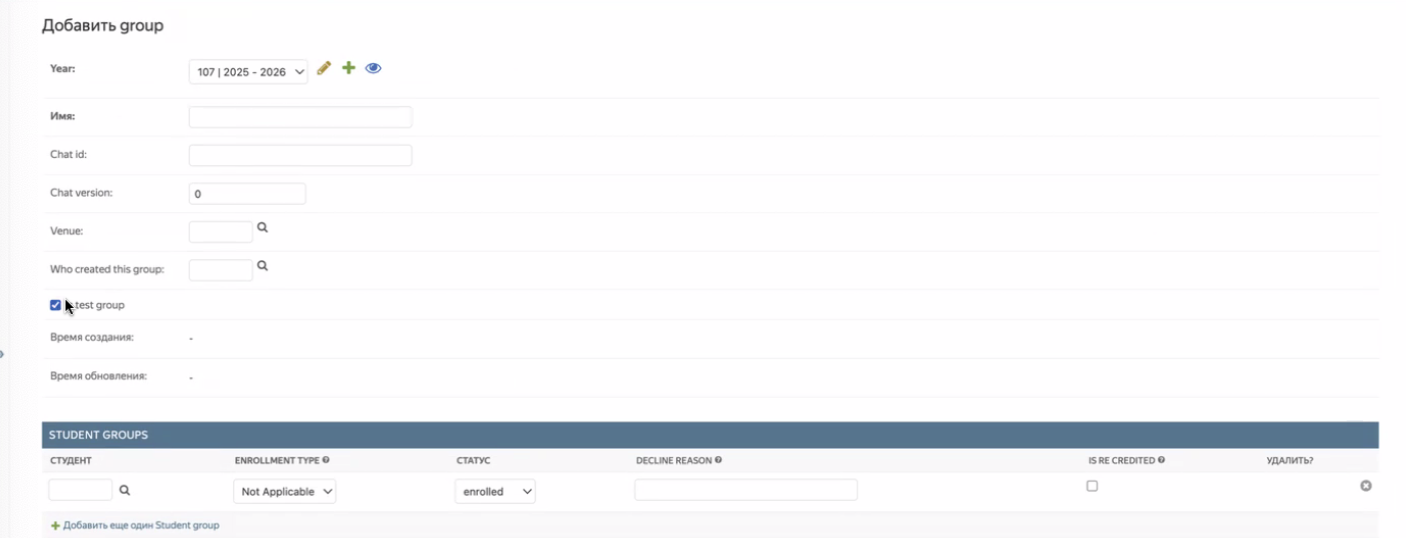 Добавить group
Year: 107 | 2025 - 2026
Имя:
Chat id:
Chat version: 0
Venue:
Who created this group:
test group
Время создания: -
Время обновления: -
STUDENT GROUPS
СТУДЕНТ ENROLLMENT TYPE СТАТУС DECLINE REASON IS RE CREDITED УДАЛИТЬ?
Not Applicable enrolled
Добавить еще один Student group